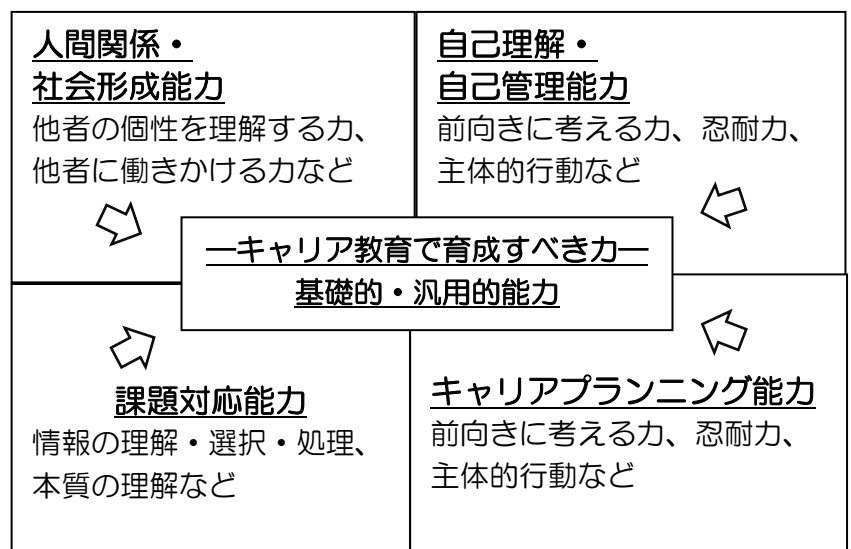 人間関係・
社会形成能力
他者の個性を理解する力、
他者に働きかける力など
自己理解・
自己管理能力
前向きに考える力、忍耐力、
主体的行動など
―キャリア教育で育成すべき力―
基礎的・汎用的能力
課題対応能力
情報の理解・選択・処理、
本質の理解など
キャリアプランニング能力
前向きに考える力、忍耐力、
主体的行動など